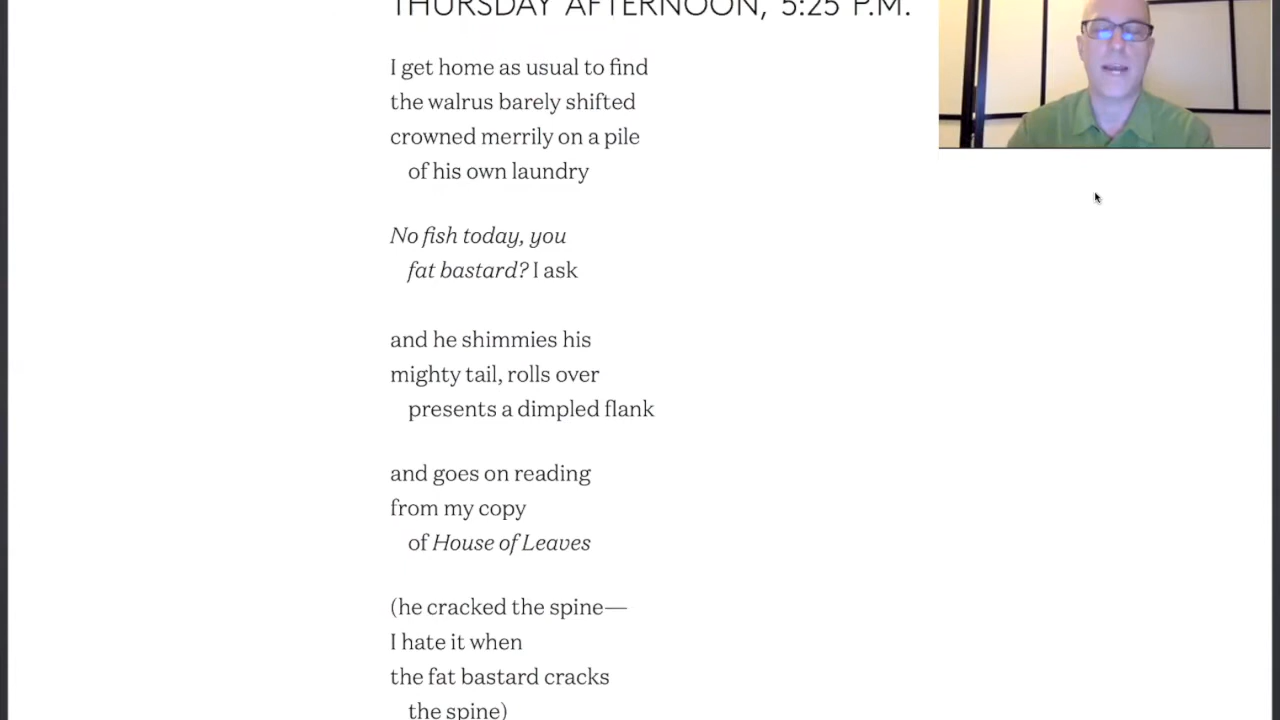 THURSDAY AFTERNOON, 5:25 P.M.
I get home as usual to find
the walrus barely shifted
crowned merrily on a pile
of his own laundry
No fish today, you
fat bastard? I ask
and he shimmies his
mighty tail, rolls over
presents a dimpled flank
and goes on reading
from my copy
of House of Leaves
(he cracked the spine—
I hate it when
the fat bastard cracks
the spine)